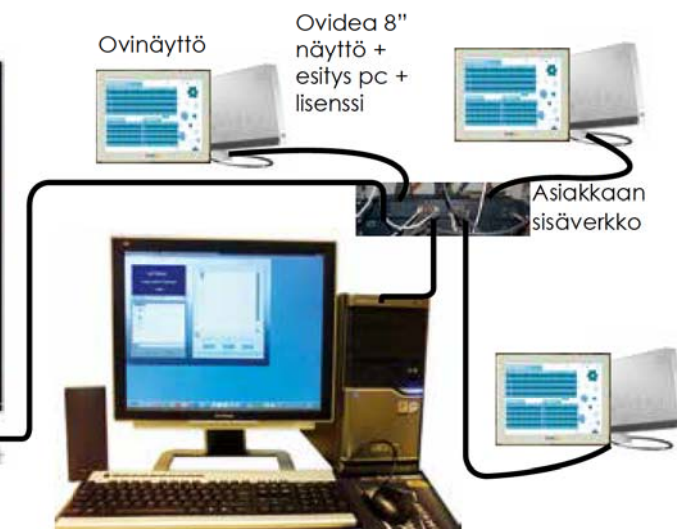 Ovinäyttö
Ovidea 8”
näyttö +
esitys pc +
lisenssi
Asiakkaan
sisäverkko